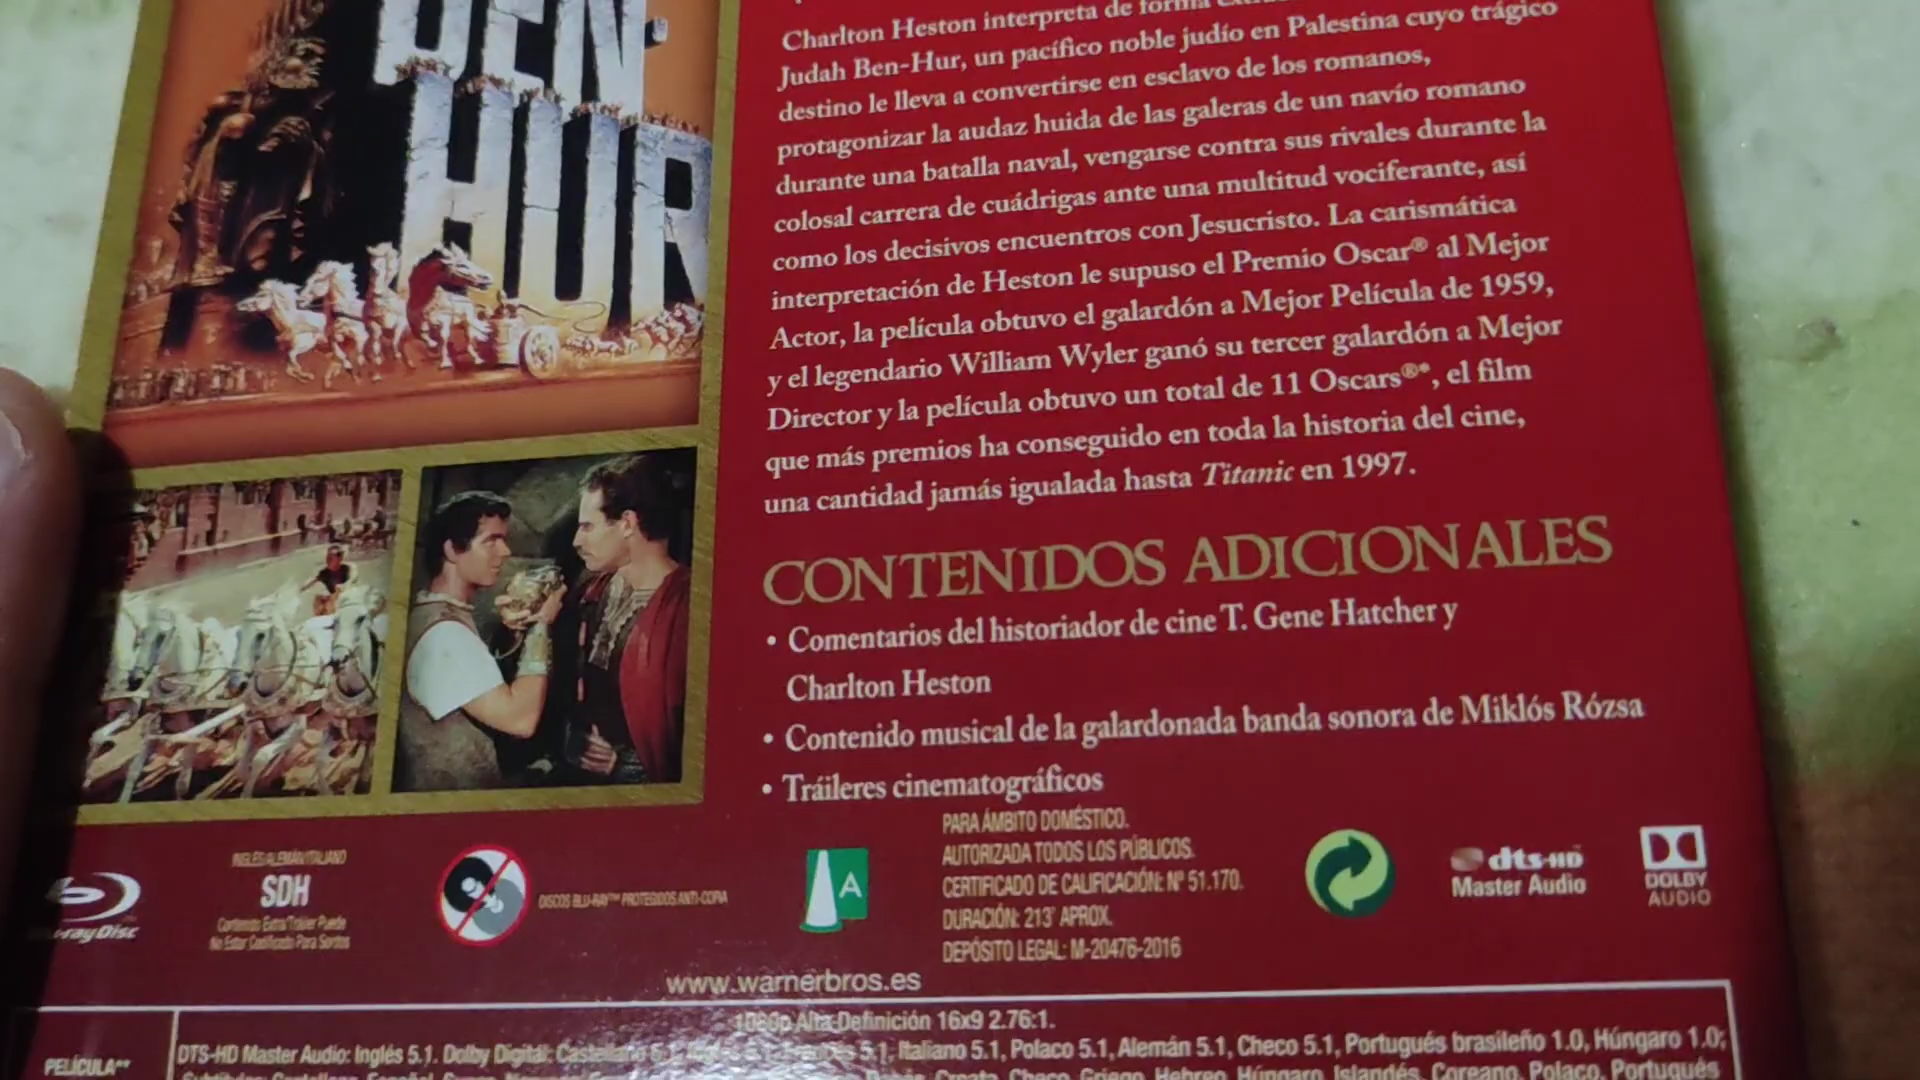 BEN-
HUR
Charlton Heston interpreta de forma
Judah Ben-Hur, un pacífico noble judío en Palestina cuyo trágico
destino le lleva a convertirse en esclavo de los romanos,
protagonizar la audaz huida de las galeras de un navío romano
durante una batalla naval, vengarse contra sus rivales durante la
colosal carrera de cuádrigas ante una multitud vociferante, así
como los decisivos encuentros con Jesucristo. La carismática
interpretación de Heston le supuso el Premio Oscar® al Mejor
Actor, la película obtuvo el galardón a Mejor Película de 1959,
y el legendario William Wyler ganó su tercer galardón a Mejor
Director y la película obtuvo un total de 11 Oscars®*, el film
que más premios ha conseguido en toda la historia del cine,
una cantidad jamás igualada hasta Titanic en 1997.
CONTENIDOS ADICIONALES
• Comentarios del historiador de cine T. Gene Hatcher y
Charlton Heston
• Contenido musical de la galardonada banda sonora de Miklós Rózsa
• Tráileres cinematográficos
INGLÉS/ALEMÁN/ITALIANO
SDH
Contenido Extra/Tráiler Puede
No Estar Codificado Para Sordos
DISCOS BLU-RAY™ PROTEGIDOS ANTI-COPIA
A
PARA ÁMBITO DOMÉSTICO.
AUTORIZADA TODOS LOS PÚBLICOS.
CERTIFICADO DE CALIFICACIÓN: Nº 51.170.
DURACIÓN: 213' APROX.
DEPÓSITO LEGAL: M-20476-2016
dts-HD
Master Audio
DOLBY
AUDIO
www.warnerbros.es
1080p Alta Definición 16x9 2.76:1.
PELÍCULA**
DTS-HD Master Audio: Inglés 5.1. Dolby Digital: Castellano 5.1, Inglés 5.1, Francés 5.1, Italiano 5.1, Polaco 5.1, Alemán 5.1, Checo 5.1, Portugués brasileño 1.0, Húngaro 1.0;
Croata, Checo, Griego, Hebreo, Húngaro, Islandés, Coreano, Polaco, Portugués